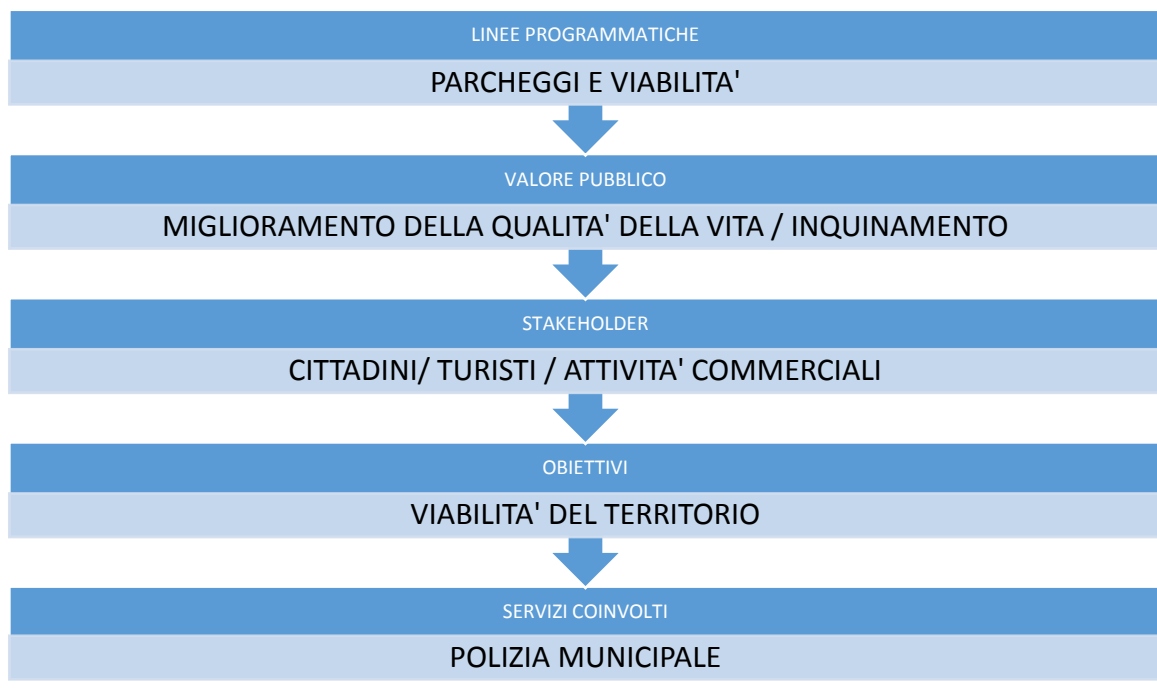 LINEE PROGRAMMATICHE
PARCHEGGI E VIABILITA'
VALORE PUBBLICO
MIGLIORAMENTO DELLA QUALITA' DELLA VITA / INQUINAMENTO
STAKEHOLDER
CITTADINI/ TURISTI / ATTIVITA' COMMERCIALI
OBIETTIVI
VIABILITA' DEL TERRITORIO
SERVIZI COINVOLTI
POLIZIA MUNICIPALE